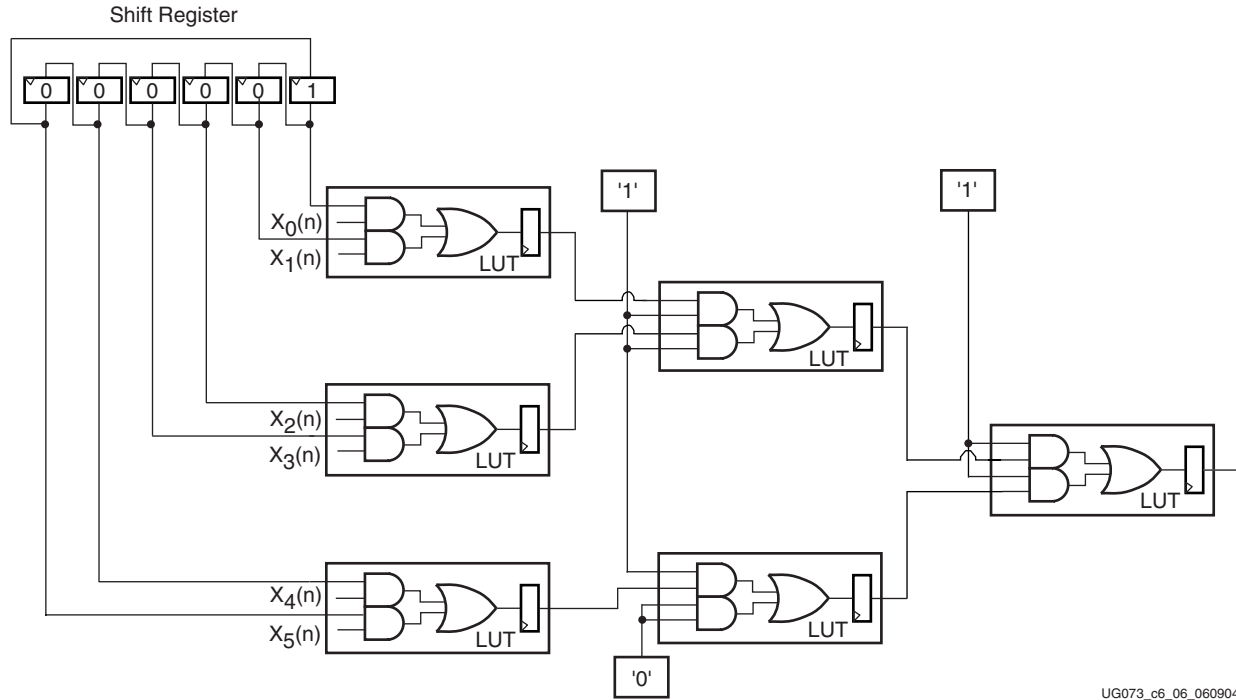 Shift Register
0 0 0 0 0 1
'1'
'1'
X0(n)
X1(n)
LUT
LUT
X2(n)
X3(n)
LUT
LUT
X4(n)
X5(n)
LUT
LUT
'0'
UG073_c6_06_060904